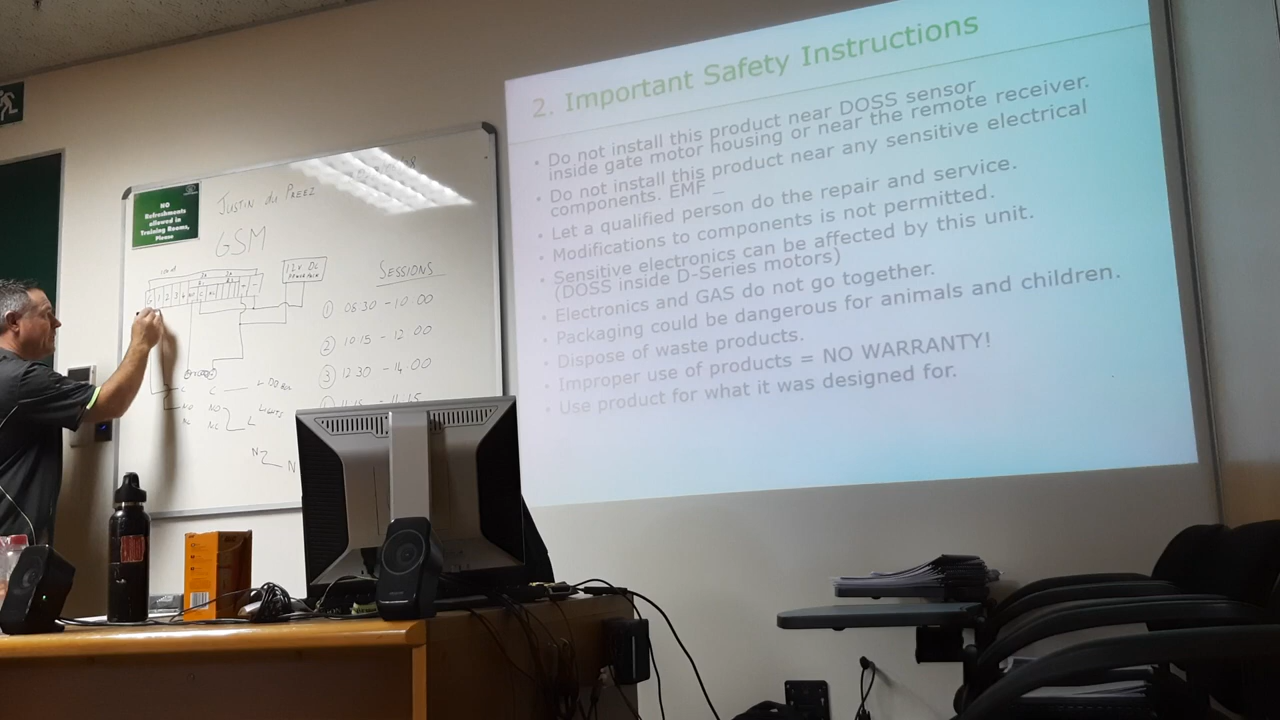 NO
Refreshments
allowed in
Training Rooms,
Please
JUSTIN du PREEZ
GSM
12V DC
SESSIONS
① 08:30 - 10:00
② 10:15 - 12:00
③ 12:30 - 14:00
C
C
NO
NO
LIGHTS
NC
NC
L
N
N
2. Important Safety Instructions
• Do not install this product near DOSS sensor
inside gate motor housing or near the remote receiver.
• Do not install this product near any sensitive electrical
components. EMF –
• Let a qualified person do the repair and service.
• Modifications to components is not permitted.
• Sensitive electronics can be affected by this unit.
(DOSS inside D-Series motors)
• Electronics and GAS do not go together.
• Packaging could be dangerous for animals and children.
• Dispose of waste products.
• Improper use of products = NO WARRANTY!
• Use product for what it was designed for.